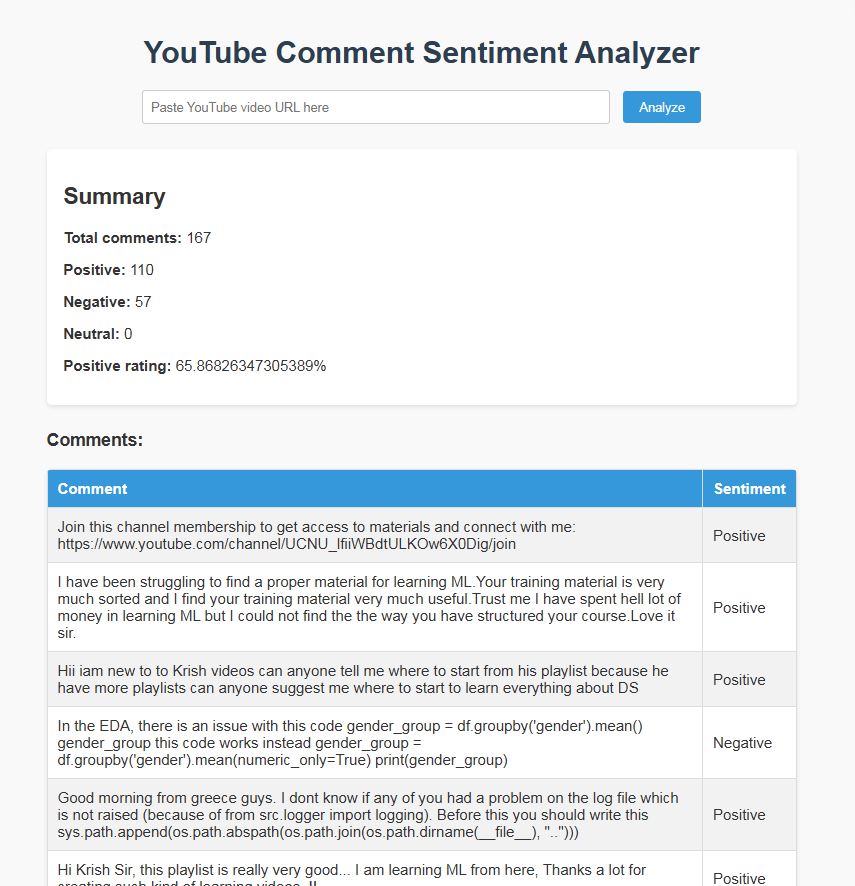 YouTube Comment Sentiment Analyzer
Paste YouTube video URL here
Analyze
Summary
Total comments: 167
Positive: 110
Negative: 57
Neutral: 0
Positive rating: 65.86826347305389%
Comments:
Comment Sentiment
Join this channel membership to get access to materials and connect with me:
https://www.youtube.com/channel/UCNU_lfiiWBdtULKOw6X0Dig/join
Positive
I have been struggling to find a proper material for learning ML.Your training material is very
much sorted and I find your training material very much useful.Trust me I have spent hell lot of
money in learning ML but I could not find the the way you have structured your course.Love it
sir.
Positive
Hii iam new to to Krish videos can anyone tell me where to start from his playlist because he
have more playlists can anyone suggest me where to start to learn everything about DS
Positive
In the EDA, there is an issue with this code gender_group = df.groupby('gender').mean()
gender_group this code works instead gender_group =
df.groupby('gender').mean(numeric_only=True) print(gender_group)
Negative
Good morning from greece guys. I dont know if any of you had a problem on the log file which
is not raised (because of from src.logger import logging). Before this you should write this
sys.path.append(os.path.abspath(os.path.join(os.path.dirname(__file__), "..")))
Positive
Hi Krish Sir, this playlist is really very good... I am learning ML from here, Thanks a lot for
creating such kind of learning videos..!!
Positive